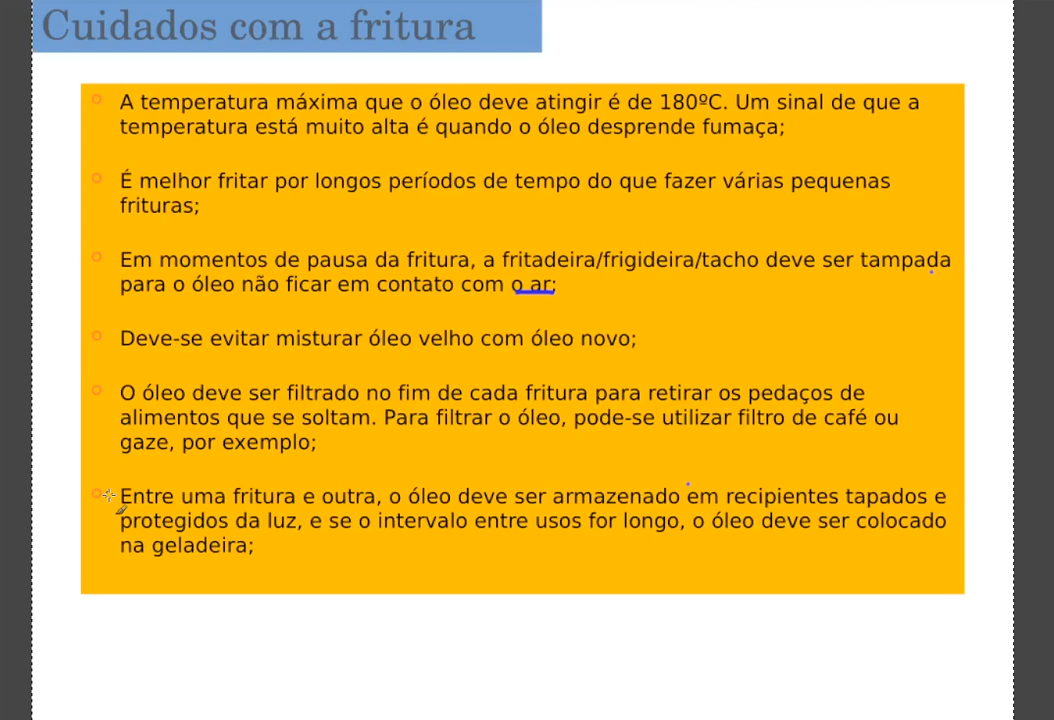 Cuidados com a fritura
A temperatura máxima que o óleo deve atingir é de 180ºC. Um sinal de que a
temperatura está muito alta é quando o óleo desprende fumaça;
É melhor fritar por longos períodos de tempo do que fazer várias pequenas
frituras;
Em momentos de pausa da fritura, a fritadeira/frigideira/tacho deve ser tampada
para o óleo não ficar em contato com o ar;
Deve-se evitar misturar óleo velho com óleo novo;
O óleo deve ser filtrado no fim de cada fritura para retirar os pedaços de
alimentos que se soltam. Para filtrar o óleo, pode-se utilizar filtro de café ou
gaze, por exemplo;
Entre uma fritura e outra, o óleo deve ser armazenado em recipientes tapados e
protegidos da luz, e se o intervalo entre usos for longo, o óleo deve ser colocado
na geladeira;